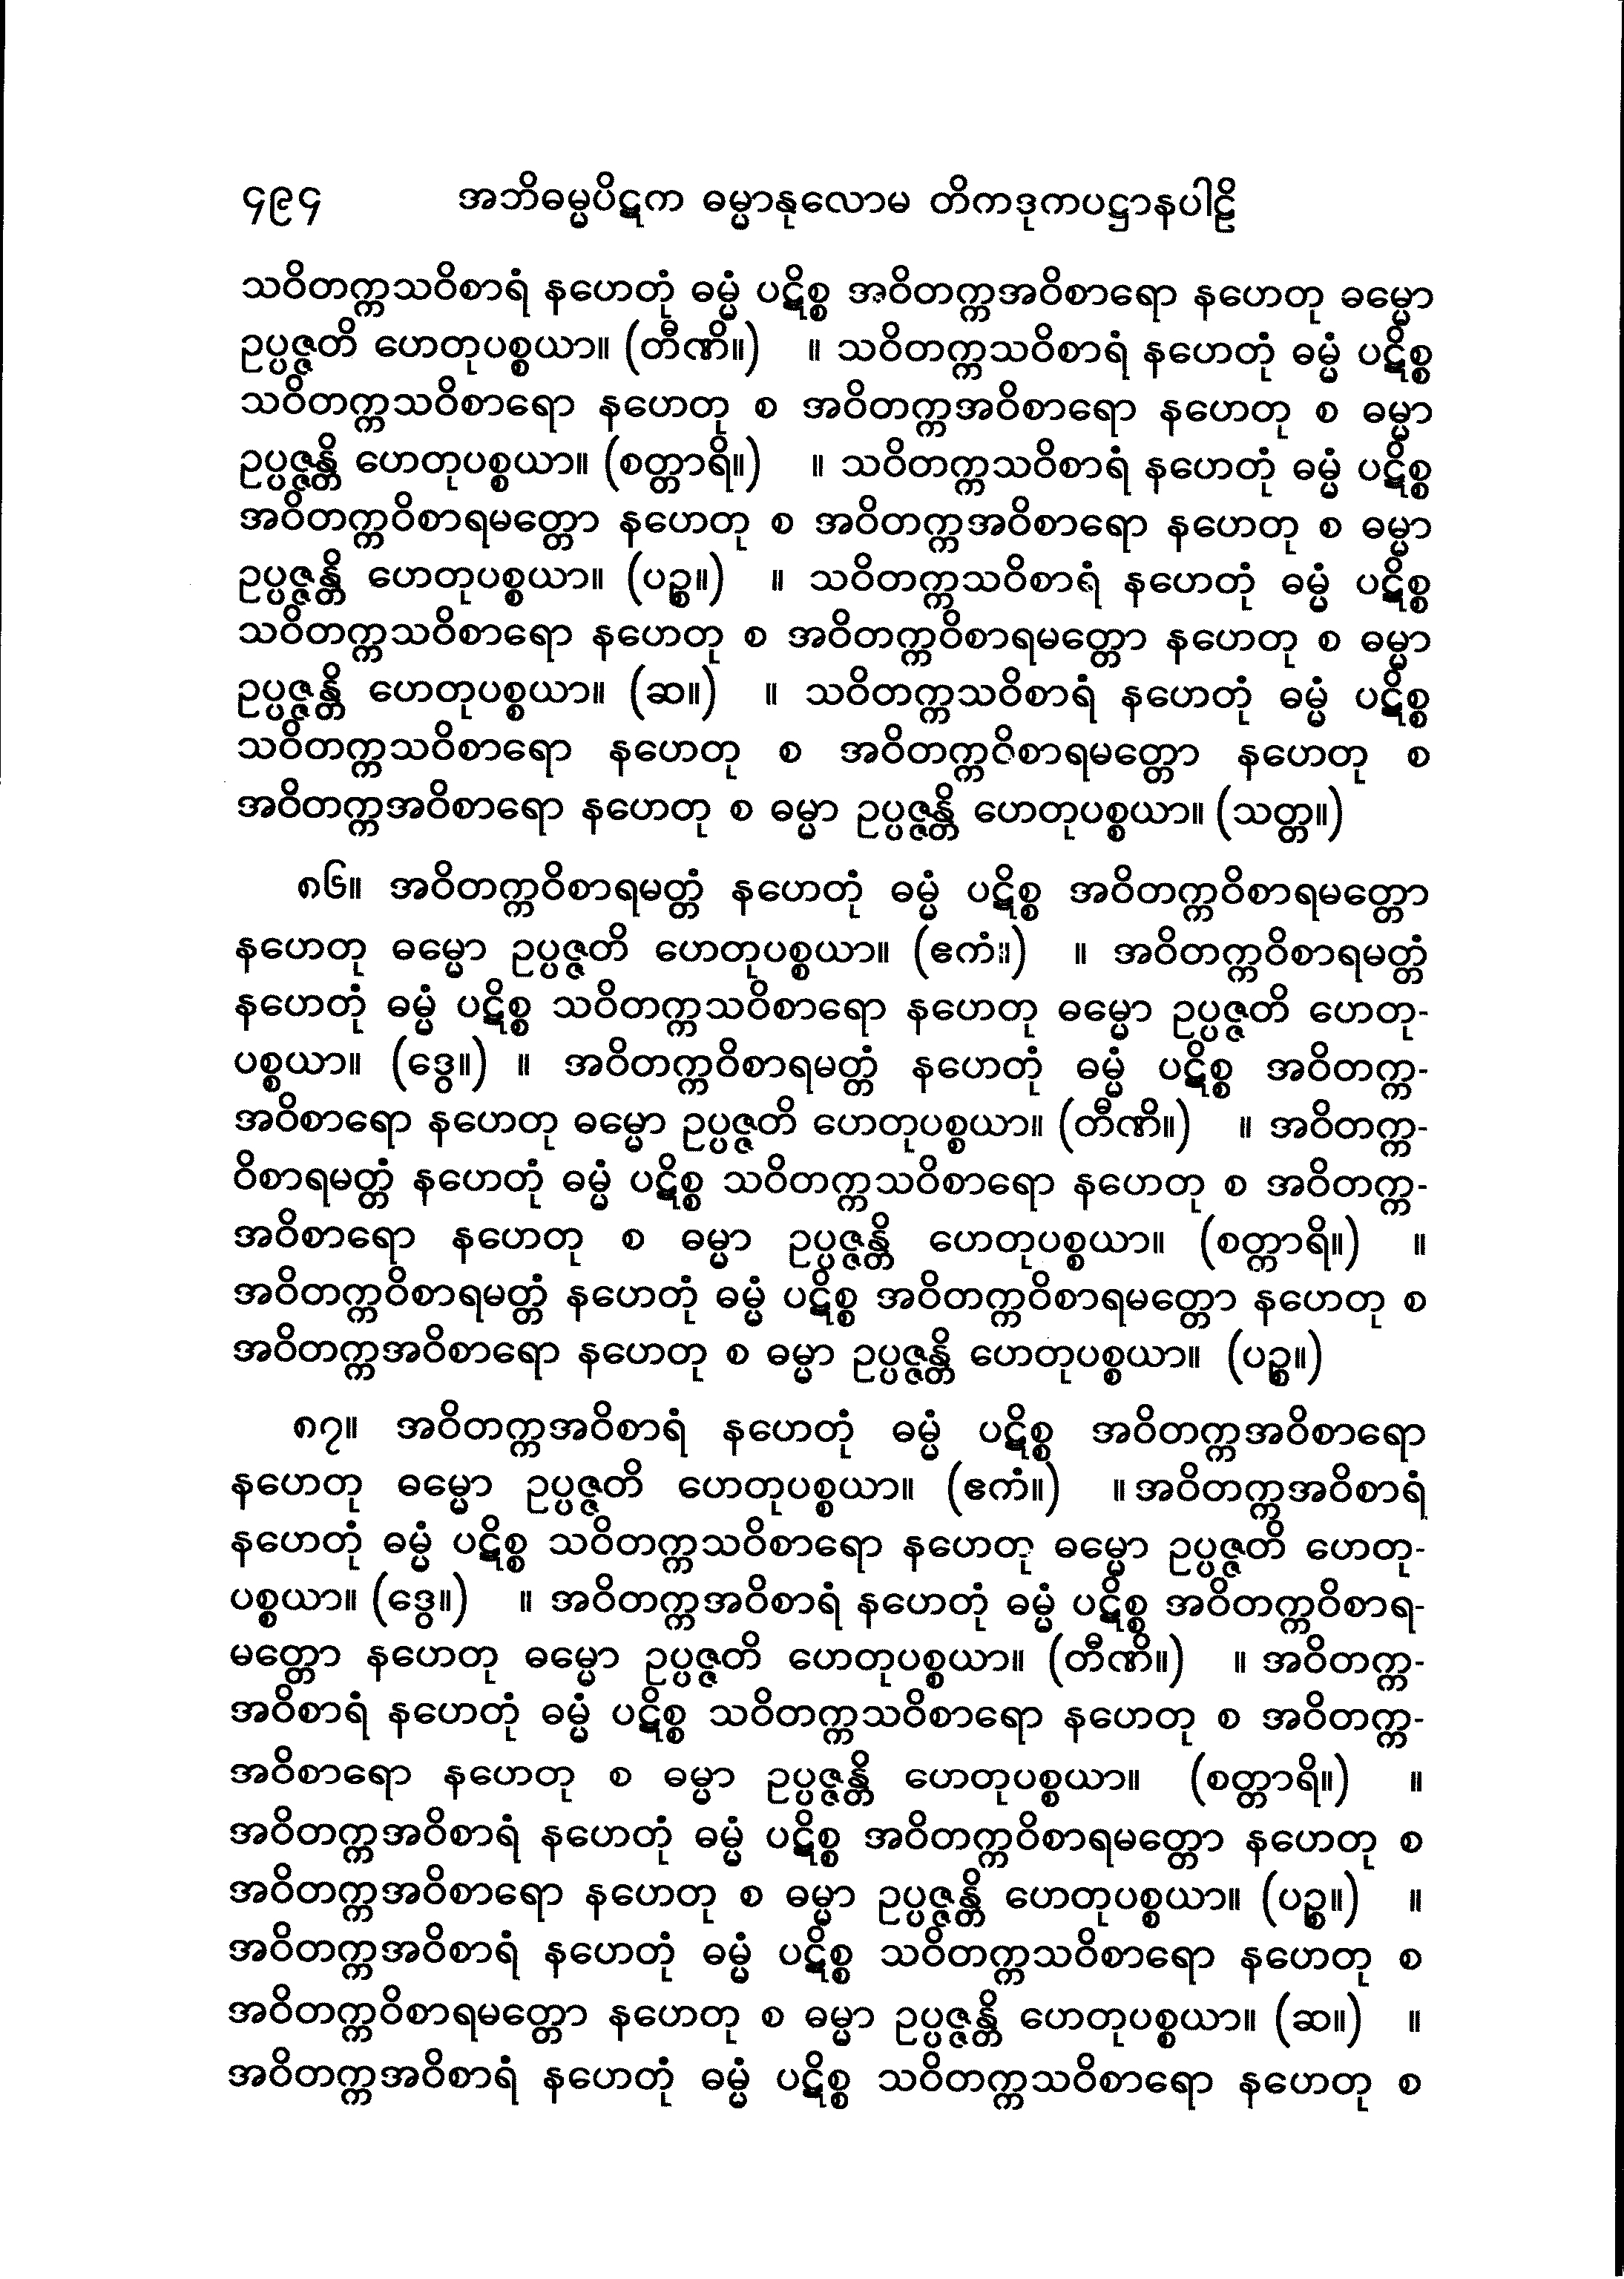 ၄၉၄ အဘိဓမ္မပိဋက ဓမ္မာနုလောမ တိကဒုကပဋ္ဌာနပါဠိ
သဝိတက္ကသဝိစာရံ နဟေတုံ ဓမ္မံ ပဋိစ္စ အဝိတက္ကအဝိစာရော နဟေတု ဓမ္မော
ဥပ္ပဇ္ဇတိ ဟေတုပစ္စယာ။ (တီဏိ။) ။ သဝိတက္ကသဝိစာရံ နဟေတုံ ဓမ္မံ ပဋိစ္စ
သဝိတက္ကသဝိစာရော နဟေတု စ အဝိတက္ကအဝိစာရော နဟေတု စ ဓမ္မာ
ဥပ္ပဇ္ဇန္တိ ဟေတုပစ္စယာ။ (စတ္တာရိ။) ။ သဝိတက္ကသဝိစာရံ နဟေတုံ ဓမ္မံ ပဋိစ္စ
အဝိတက္ကဝိစာရမတ္တော နဟေတု စ အဝိတက္ကအဝိစာရော နဟေတု စ ဓမ္မာ
ဥပ္ပဇ္ဇန္တိ ဟေတုပစ္စယာ။ (ပဉ္စ။) ။ သဝိတက္ကသဝိစာရံ နဟေတုံ ဓမ္မံ ပဋိစ္စ
သဝိတက္ကသဝိစာရော နဟေတု စ အဝိတက္ကဝိစာရမတ္တော နဟေတု စ ဓမ္မာ
ဥပ္ပဇ္ဇန္တိ ဟေတုပစ္စယာ။ (ဆ။) ။ သဝိတက္ကသဝိစာရံ နဟေတုံ ဓမ္မံ ပဋိစ္စ
သဝိတက္ကသဝိစာရော နဟေတု စ အဝိတက္ကဝိစာရမတ္တော နဟေတု စ
အဝိတက္ကအဝိစာရော နဟေတု စ ဓမ္မာ ဥပ္ပဇ္ဇန္တိ ဟေတုပစ္စယာ။ (သတ္တ။)
၈၆။ အဝိတက္ကဝိစာရမတ္တံ နဟေတုံ ဓမ္မံ ပဋိစ္စ အဝိတက္ကဝိစာရမတ္တော
နဟေတု ဓမ္မော ဥပ္ပဇ္ဇတိ ဟေတုပစ္စယာ။ (ဧကံ။) ။ အဝိတက္ကဝိစာရမတ္တံ
နဟေတုံ ဓမ္မံ ပဋိစ္စ သဝိတက္ကသဝိစာရော နဟေတု ဓမ္မော ဥပ္ပဇ္ဇတိ ဟေတု-
ပစ္စယာ။ (ဒွေ။) ။ အဝိတက္ကဝိစာရမတ္တံ နဟေတုံ ဓမ္မံ ပဋိစ္စ အဝိတက္က-
အဝိစာရော နဟေတု ဓမ္မော ဥပ္ပဇ္ဇတိ ဟေတုပစ္စယာ။ (တီဏိ။) ။ အဝိတက္က-
ဝိစာရမတ္တံ နဟေတုံ ဓမ္မံ ပဋိစ္စ သဝိတက္ကသဝိစာရော နဟေတု စ အဝိတက္က-
အဝိစာရော နဟေတု စ ဓမ္မာ ဥပ္ပဇ္ဇန္တိ ဟေတုပစ္စယာ။ (စတ္တာရိ။) ။
အဝိတက္ကဝိစာရမတ္တံ နဟေတုံ ဓမ္မံ ပဋိစ္စ အဝိတက္ကဝိစာရမတ္တော နဟေတု စ
အဝိတက္ကအဝိစာရော နဟေတု စ ဓမ္မာ ဥပ္ပဇ္ဇန္တိ ဟေတုပစ္စယာ။ (ပဉ္စ။)
၈၇။ အဝိတက္ကအဝိစာရံ နဟေတုံ ဓမ္မံ ပဋိစ္စ အဝိတက္ကအဝိစာရော
နဟေတု ဓမ္မော ဥပ္ပဇ္ဇတိ ဟေတုပစ္စယာ။ (ဧကံ။) ။ အဝိတက္ကအဝိစာရံ
နဟေတုံ ဓမ္မံ ပဋိစ္စ သဝိတက္ကသဝိစာရော နဟေတု ဓမ္မော ဥပ္ပဇ္ဇတိ ဟေတု-
ပစ္စယာ။ (ဒွေ။) ။ အဝိတက္ကအဝိစာရံ နဟေတုံ ဓမ္မံ ပဋိစ္စ အဝိတက္ကဝိစာရ-
မတ္တော နဟေတု ဓမ္မော ဥပ္ပဇ္ဇတိ ဟေတုပစ္စယာ။ (တီဏိ။) ။ အဝိတက္က-
အဝိစာရံ နဟေတုံ ဓမ္မံ ပဋိစ္စ သဝိတက္ကသဝိစာရော နဟေတု စ အဝိတက္က-
အဝိစာရော နဟေတု စ ဓမ္မာ ဥပ္ပဇ္ဇန္တိ ဟေတုပစ္စယာ။ (စတ္တာရိ။) ။
အဝိတက္ကအဝိစာရံ နဟေတုံ ဓမ္မံ ပဋိစ္စ အဝိတက္ကဝိစာရမတ္တော နဟေတု စ
အဝိတက္ကအဝိစာရော နဟေတု စ ဓမ္မာ ဥပ္ပဇ္ဇန္တိ ဟေတုပစ္စယာ။ (ပဉ္စ။) ။
အဝိတက္ကအဝိစာရံ နဟေတုံ ဓမ္မံ ပဋိစ္စ သဝိတက္ကသဝိစာရော နဟေတု စ
အဝိတက္ကဝိစာရမတ္တော နဟေတု စ ဓမ္မာ ဥပ္ပဇ္ဇန္တိ ဟေတုပစ္စယာ။ (ဆ။) ။
အဝိတက္ကအဝိစာရံ နဟေတုံ ဓမ္မံ ပဋိစ္စ သဝိတက္ကသဝိစာရော နဟေတု စ